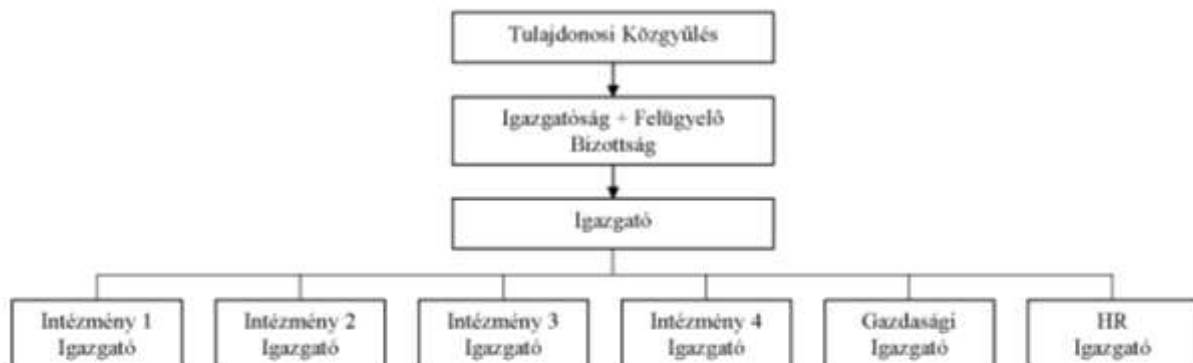 Tulajdonosi Közgyűlés
Igazgatóság + Felügyelő
Bizottság
Igazgató
Intézmény 1
Igazgató
Intézmény 2
Igazgató
Intézmény 3
Igazgató
Intézmény 4
Igazgató
Gazdasági
Igazgató
HR
Igazgató